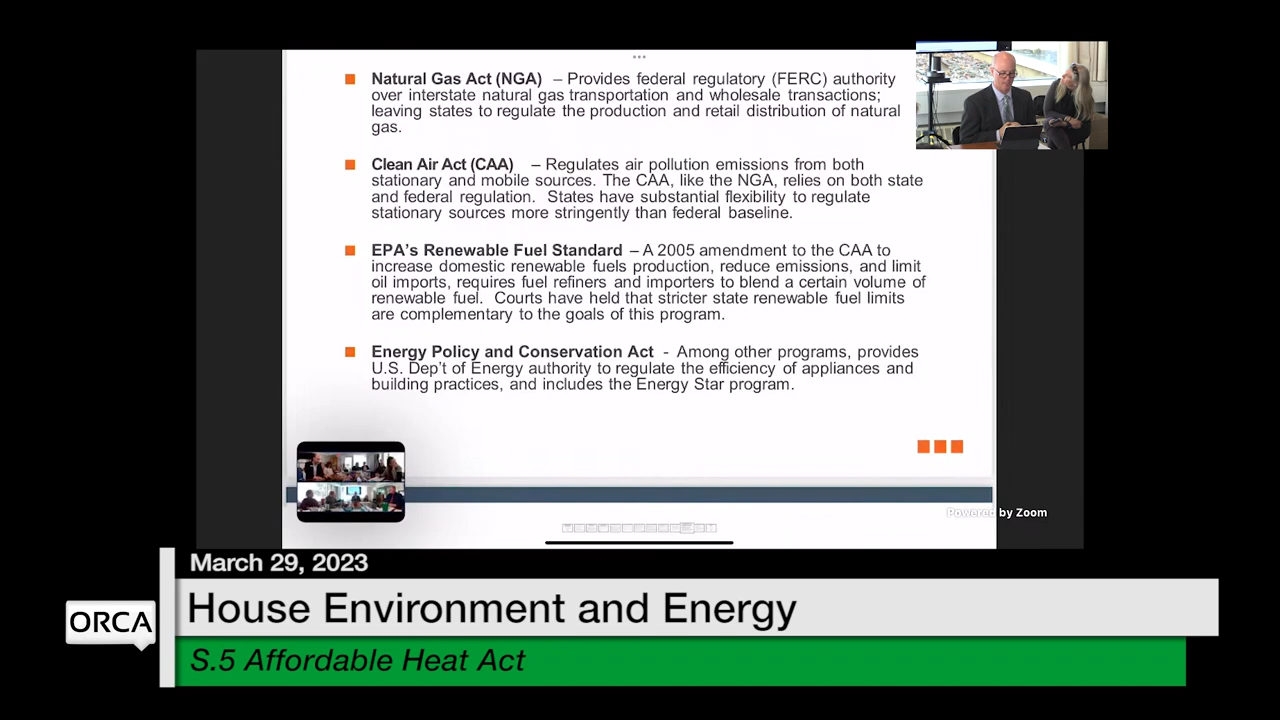 Natural Gas Act (NGA) – Provides federal regulatory (FERC) authority
over interstate natural gas transportation and wholesale transactions;
leaving states to regulate the production and retail distribution of natural
gas.
Clean Air Act (CAA) – Regulates air pollution emissions from both
stationary and mobile sources. The CAA, like the NGA, relies on both state
and federal regulation. States have substantial flexibility to regulate
stationary sources more stringently than federal baseline.
EPA's Renewable Fuel Standard – A 2005 amendment to the CAA to
increase domestic renewable fuels production, reduce emissions, and limit
oil imports, requires fuel refiners and importers to blend a certain volume of
renewable fuel. Courts have held that stricter state renewable fuel limits
are complementary to the goals of this program.
Energy Policy and Conservation Act - Among other programs, provides
U.S. Dep't of Energy authority to regulate the efficiency of appliances and
building practices, and includes the Energy Star program.
Powered by Zoom
March 29, 2023
House Environment and Energy
ORCA
S.5 Affordable Heat Act